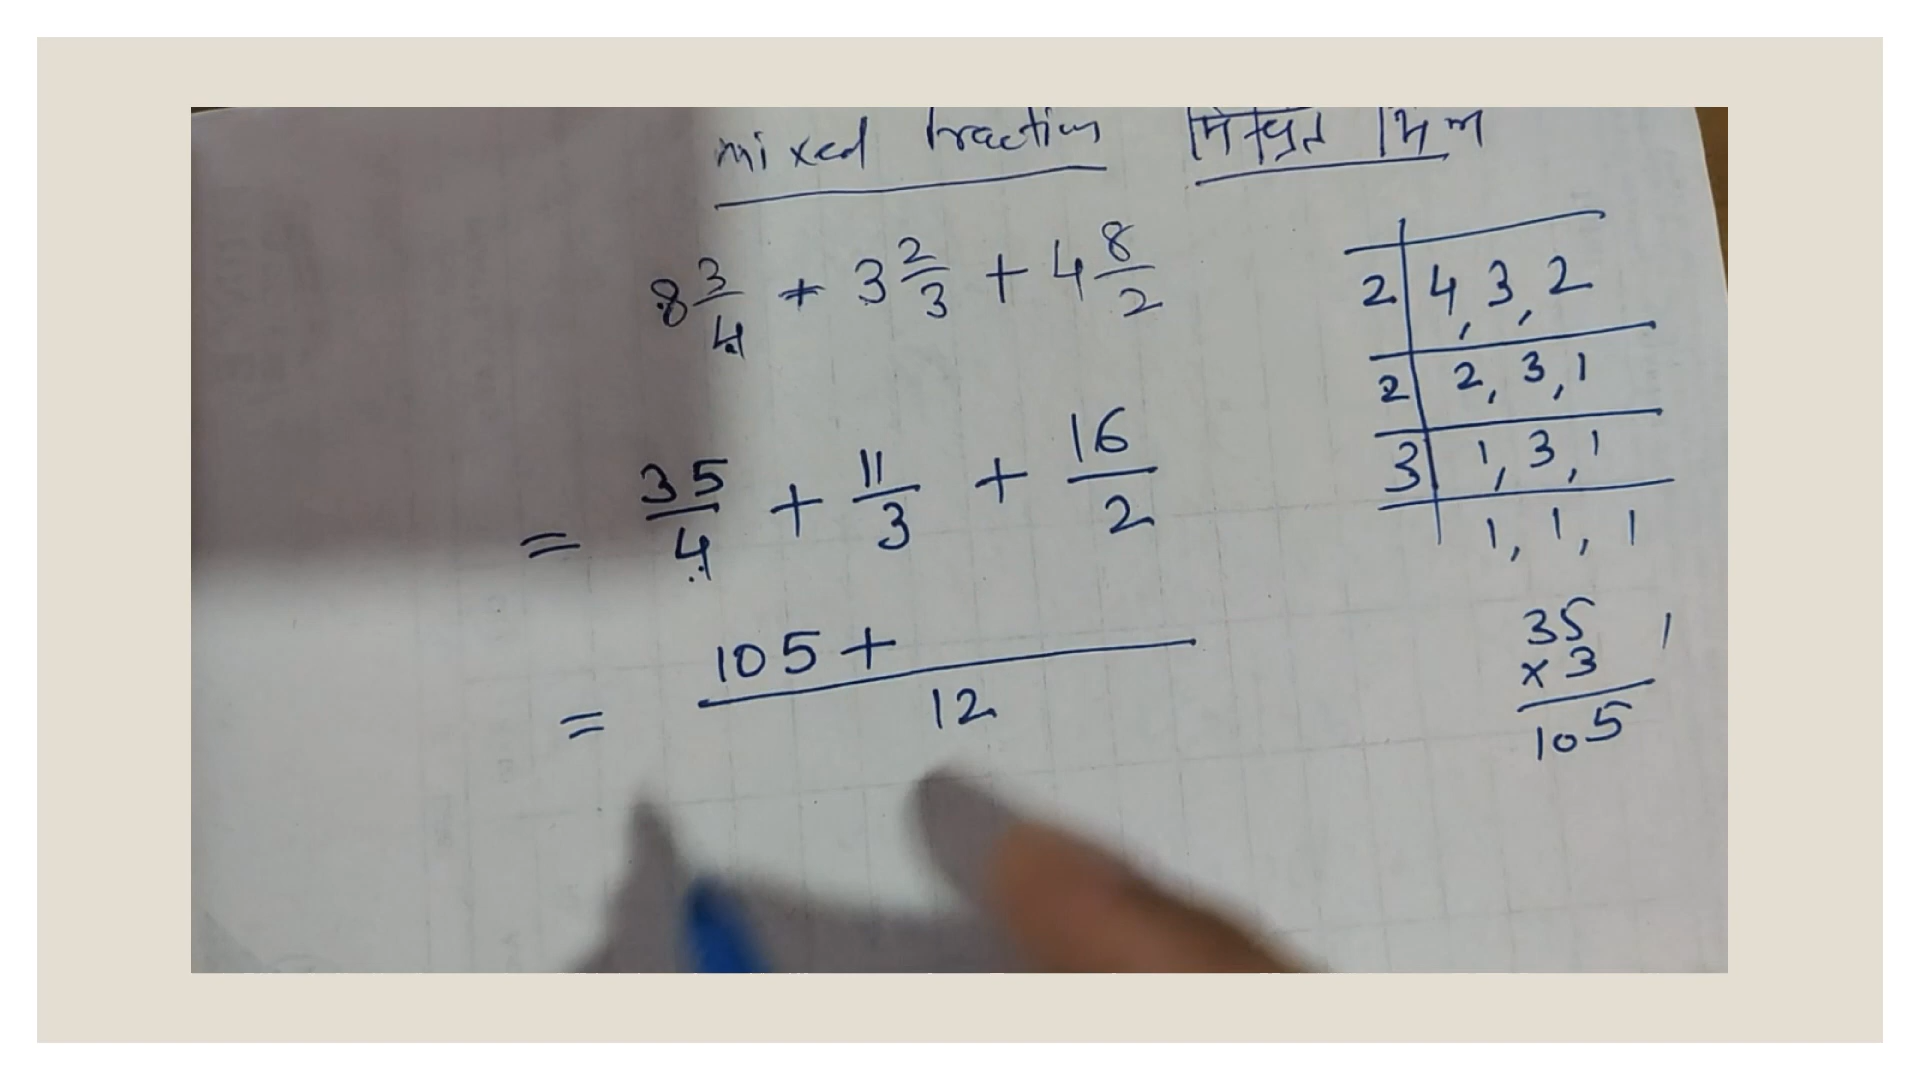 mixed fraction मिश्रित भिन्न
8 3/4 + 3 2/3 + 4 8/2
= 35/4 + 11/3 + 16/2
= 105 + / 12
2 | 4, 3, 2
2 | 2, 3, 1
3 | 1, 3, 1
1, 1, 1
35 1
× 3
105